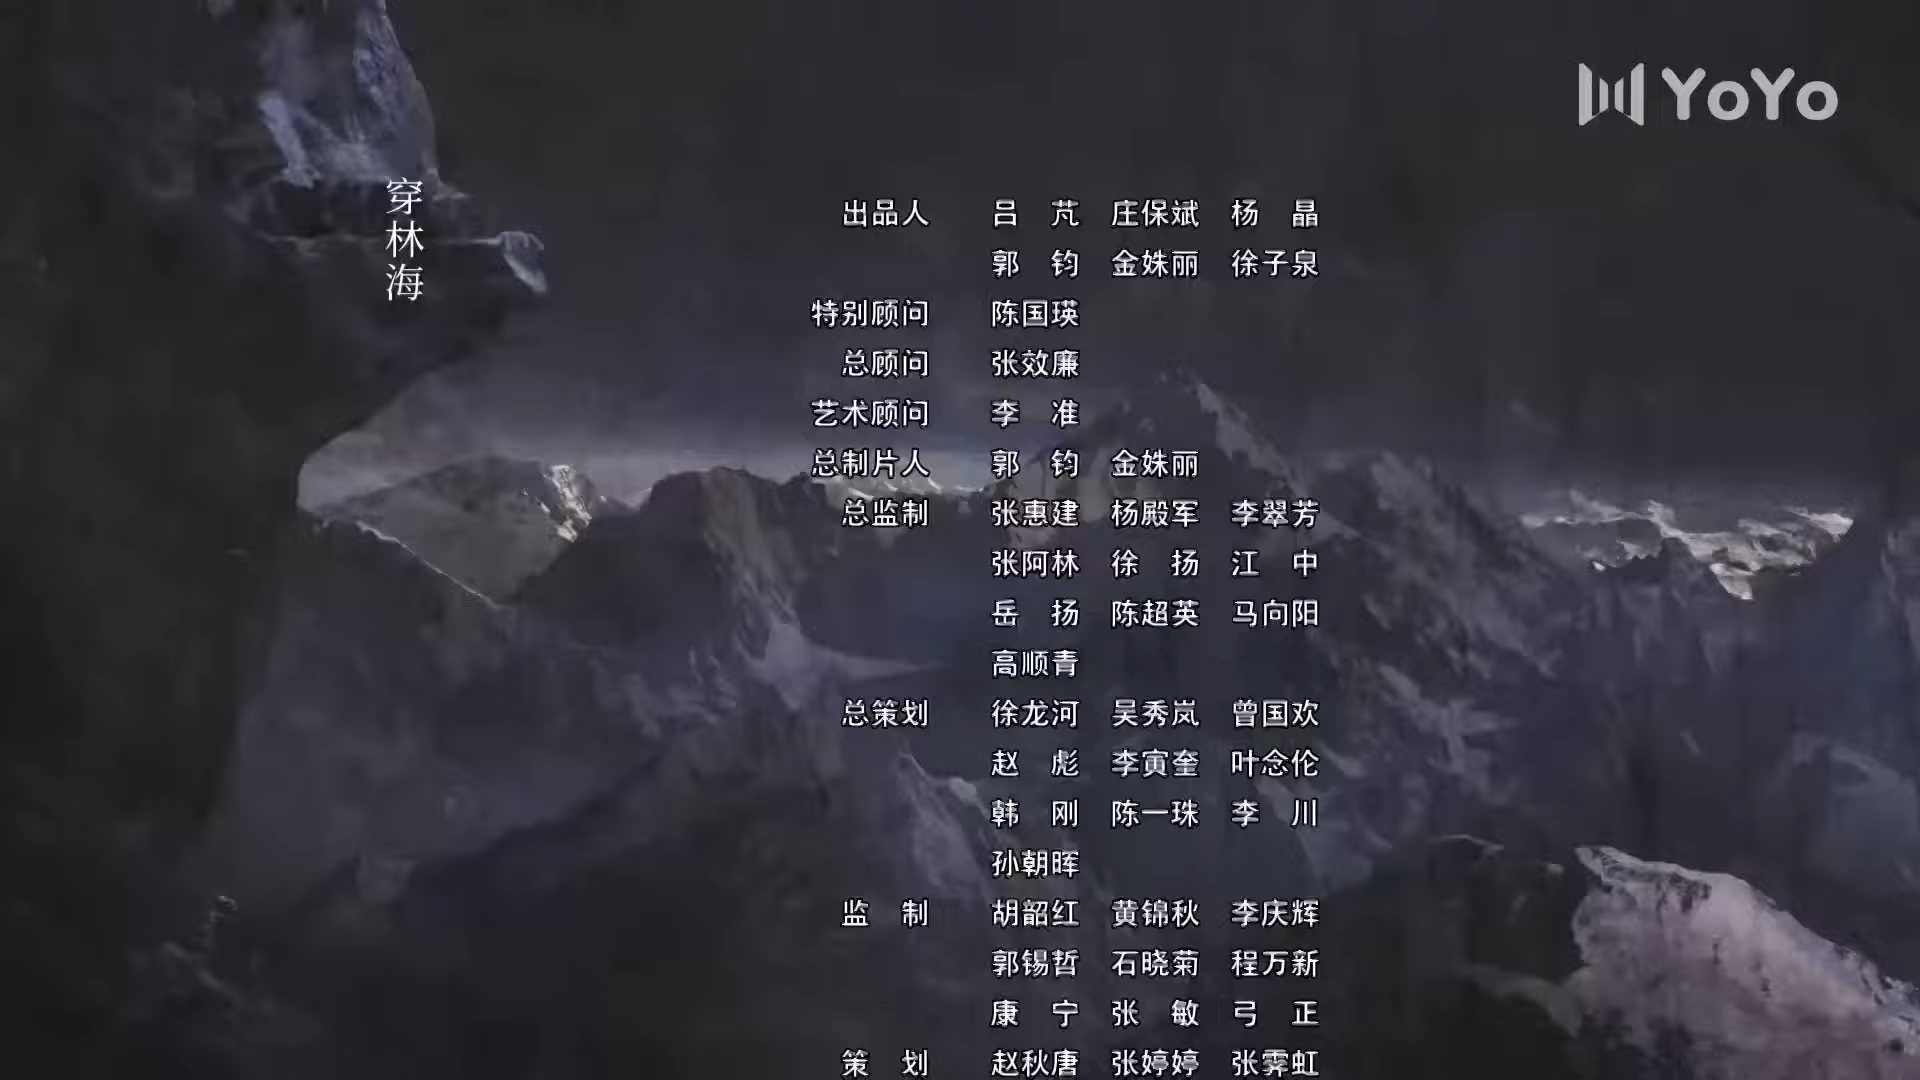 YoYo
穿林海
出品人 吕 芃 庄保斌 杨 晶
郭 钧 金姝丽 徐子泉
特别顾问 陈国瑛
总顾问 张效廉
艺术顾问 李 准
总制片人 郭 钧 金姝丽
总监制 张惠建 杨殿军 李翠芳
张阿林 徐 扬 江 中
岳 扬 陈超英 马向阳
高顺青
总策划 徐龙河 吴秀岚 曾国欢
赵 彪 李寅奎 叶念伦
韩 刚 陈一珠 李 川
孙朝晖
监 制 胡韶红 黄锦秋 李庆辉
郭锡哲 石晓菊 程万新
康 宁 张 敏 弓 正
策 划 赵秋唐 张婷婷 张霁虹